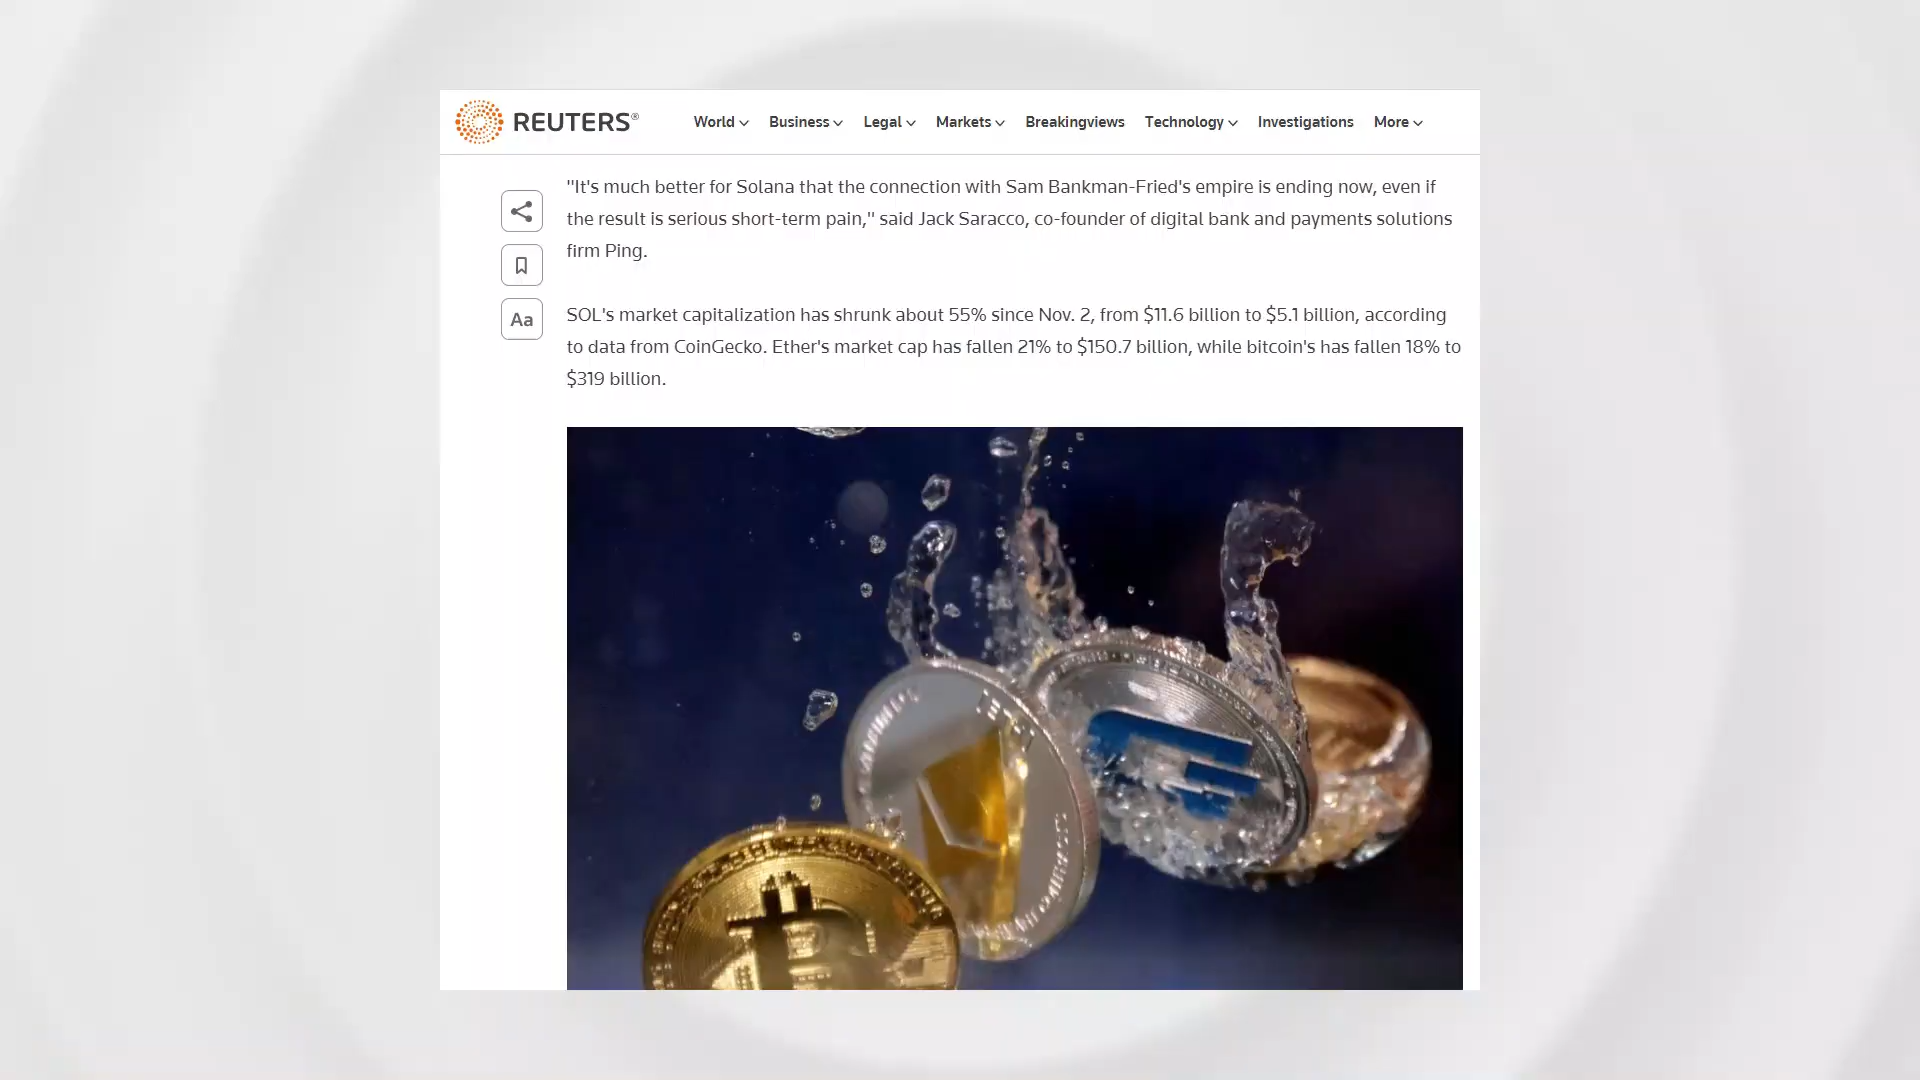 REUTERS®
World Business Legal Markets Breakingviews Technology Investigations More
"It's much better for Solana that the connection with Sam Bankman-Fried's empire is ending now, even if
the result is serious short-term pain," said Jack Saracco, co-founder of digital bank and payments solutions
firm Ping.
Aa
SOL's market capitalization has shrunk about 55% since Nov. 2, from $11.6 billion to $5.1 billion, according
to data from CoinGecko. Ether's market cap has fallen 21% to $150.7 billion, while bitcoin's has fallen 18% to
$319 billion.